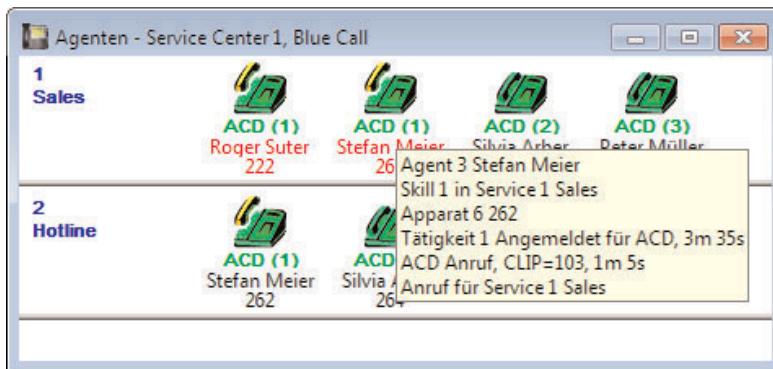 Agenten - Service Center 1, Blue Call
1
Sales
ACD (1) ACD (1) ACD (2) ACD (3)
Roger Suter Stefan Meier Silvia Arber Peter Müller
222
Agent 3 Stefan Meier
Skill 1 in Service 1 Sales
Apparat 6 262
Tätigkeit 1 Angemeldet für ACD, 3m 35s
ACD Anruf, CLIP=103, 1m 5s
Anruf für Service 1 Sales
2
Hotline
ACD (1) ACD
Stefan Meier Silvia
262 264